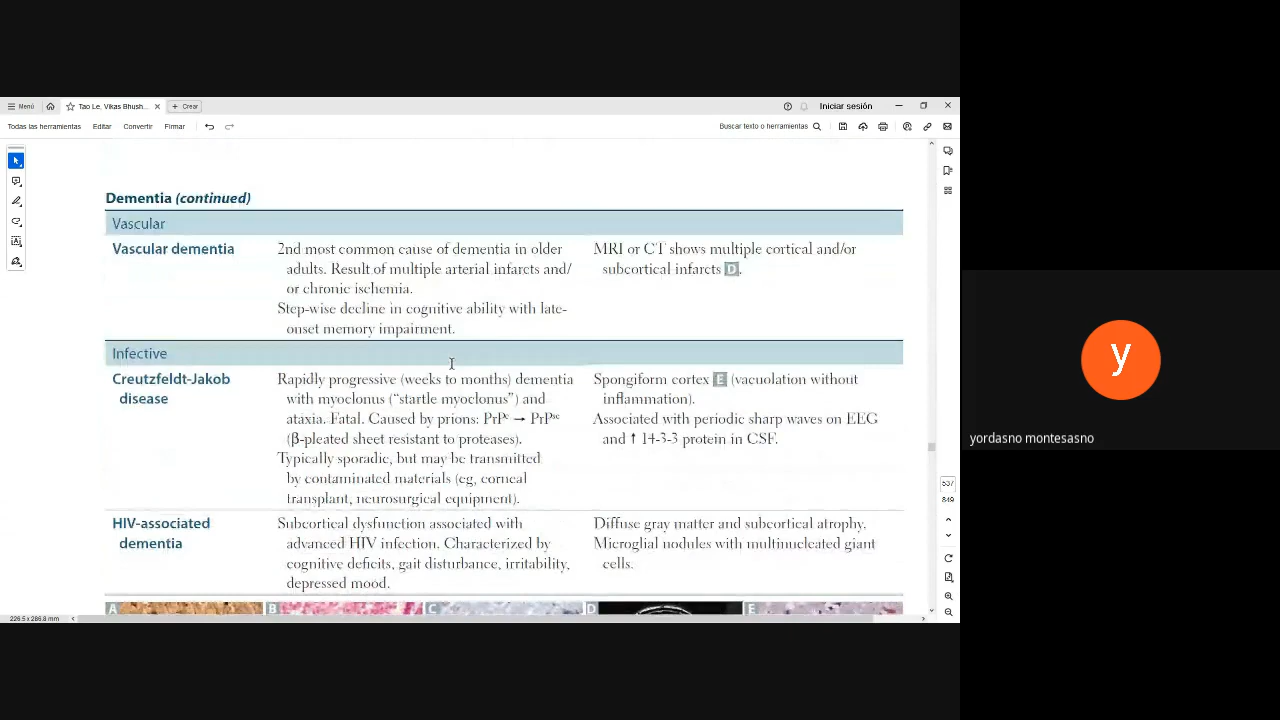 Menú
Tao Le, Vikas Bhush...
Crear
Iniciar sesión
Todas las herramientas
Editar
Convertir
Firmar
Buscar texto o herramientas
Dementia (continued)
Vascular
Vascular dementia
2nd most common cause of dementia in older
adults. Result of multiple arterial infarcts and/
or chronic ischemia.
Step-wise decline in cognitive ability with late-
onset memory impairment.
MRI or CT shows multiple cortical and/or
subcortical infarcts D.
Infective
Creutzfeldt-Jakob
disease
Rapidly progressive (weeks to months) dementia
with myoclonus (“startle myoclonus”) and
ataxia. Fatal. Caused by prions: PrPᶜ → PrPˢᶜ
(β-pleated sheet resistant to proteases).
Typically sporadic, but may be transmitted
by contaminated materials (eg, corneal
transplant, neurosurgical equipment).
Spongiform cortex E (vacuolation without
inflammation).
Associated with periodic sharp waves on EEG
and ↑ 14-3-3 protein in CSF.
HIV-associated
dementia
Subcortical dysfunction associated with
advanced HIV infection. Characterized by
cognitive deficits, gait disturbance, irritability,
depressed mood.
Diffuse gray matter and subcortical atrophy.
Microglial nodules with multinucleated giant
cells.
A B C D E
537
849
226.5 x 286.8 mm
y
yordasno montesasno